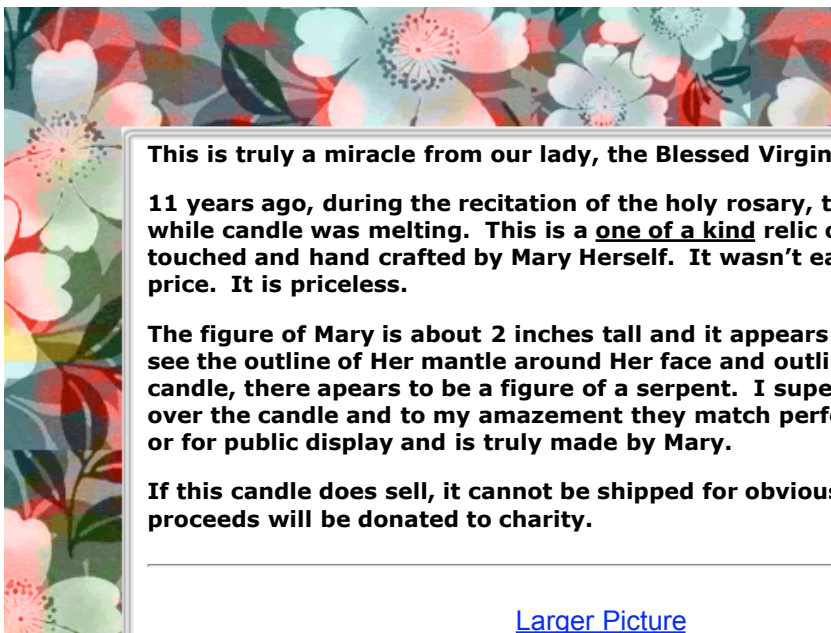 This is truly a miracle from our lady, the Blessed Virgin
11 years ago, during the recitation of the holy rosary,
while candle was melting.  This is a one of a kind relic
touched and hand crafted by Mary Herself.  It wasn't
price.  It is priceless.
The figure of Mary is about 2 inches tall and it appears
see the outline of Her mantle around Her face and
candle, there apears to be a figure of a serpent.  I
over the candle and to my amazement they match
or for public display and is truly made by Mary.
If this candle does sell, it cannot be shipped for
proceeds will be donated to charity.
Larger Picture